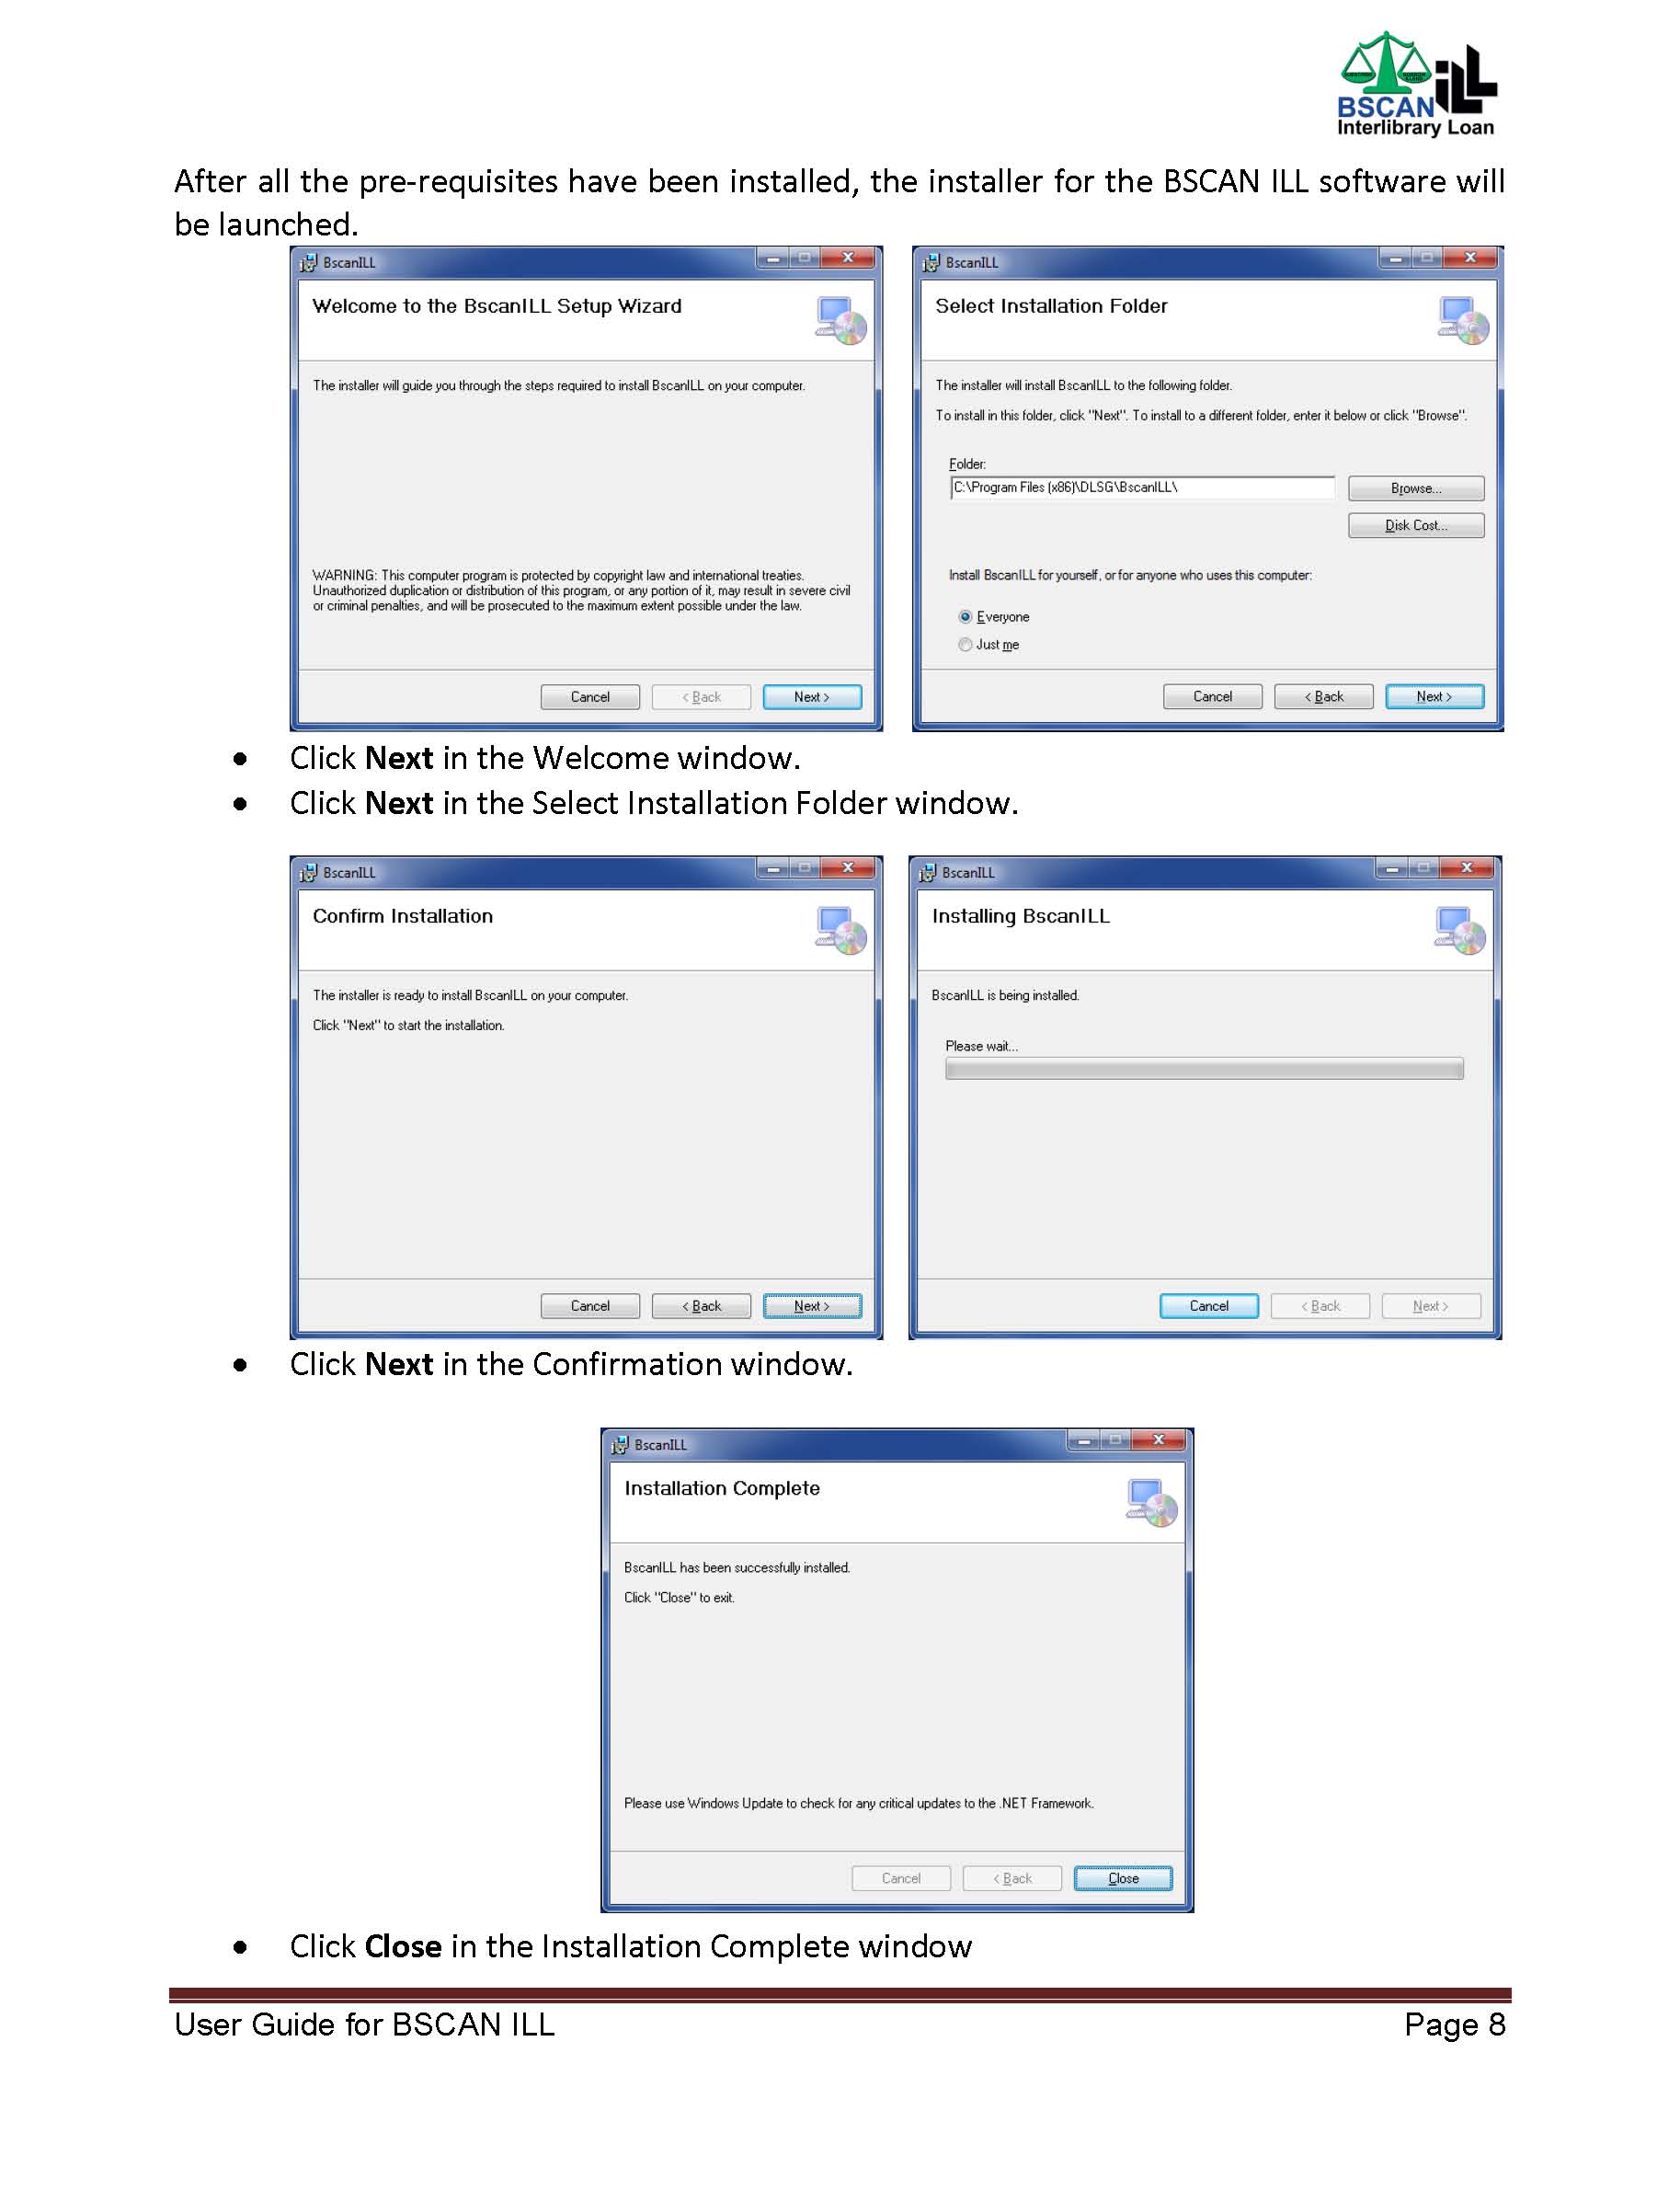 BSCAN ILL
Interlibrary Loan
After all the pre-requisites have been installed, the installer for the BSCAN ILL software will
be launched.
BscanILL
Welcome to the BscanILL Setup Wizard
The installer will guide you through the steps required to install BscanILL on your computer.
WARNING: This computer program is protected by copyright law and international treaties.
Unauthorized duplication or distribution of this program, or any portion of it, may result in severe civil
or criminal penalties, and will be prosecuted to the maximum extent possible under the law.
Cancel < Back Next >
BscanILL
Select Installation Folder
The installer will install BscanILL to the following folder.
To install in this folder, click "Next". To install to a different folder, enter it below or click "Browse".
Folder:
C:\Program Files (x86)\DLSG\BscanILL\
Browse...
Disk Cost...
Install BscanILL for yourself, or for anyone who uses this computer:
Everyone
Just me
Cancel < Back Next >
• Click Next in the Welcome window.
• Click Next in the Select Installation Folder window.
BscanILL
Confirm Installation
The installer is ready to install BscanILL on your computer.
Click "Next" to start the installation.
Cancel < Back Next >
BscanILL
Installing BscanILL
BscanILL is being installed.
Please wait...
Cancel < Back Next >
• Click Next in the Confirmation window.
BscanILL
Installation Complete
BscanILL has been successfully installed.
Click "Close" to exit.
Please use Windows Update to check for any critical updates to the .NET Framework.
Cancel < Back Close
• Click Close in the Installation Complete window
User Guide for BSCAN ILL Page 8